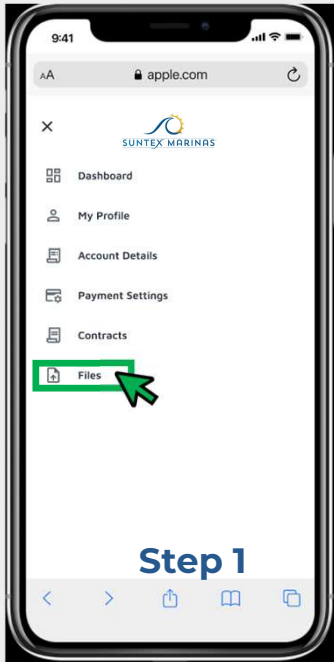 9:41
AA
apple.com
SUNTEX MARINAS
Dashboard
My Profile
Account Details
Payment Settings
Contracts
Files
Step 1